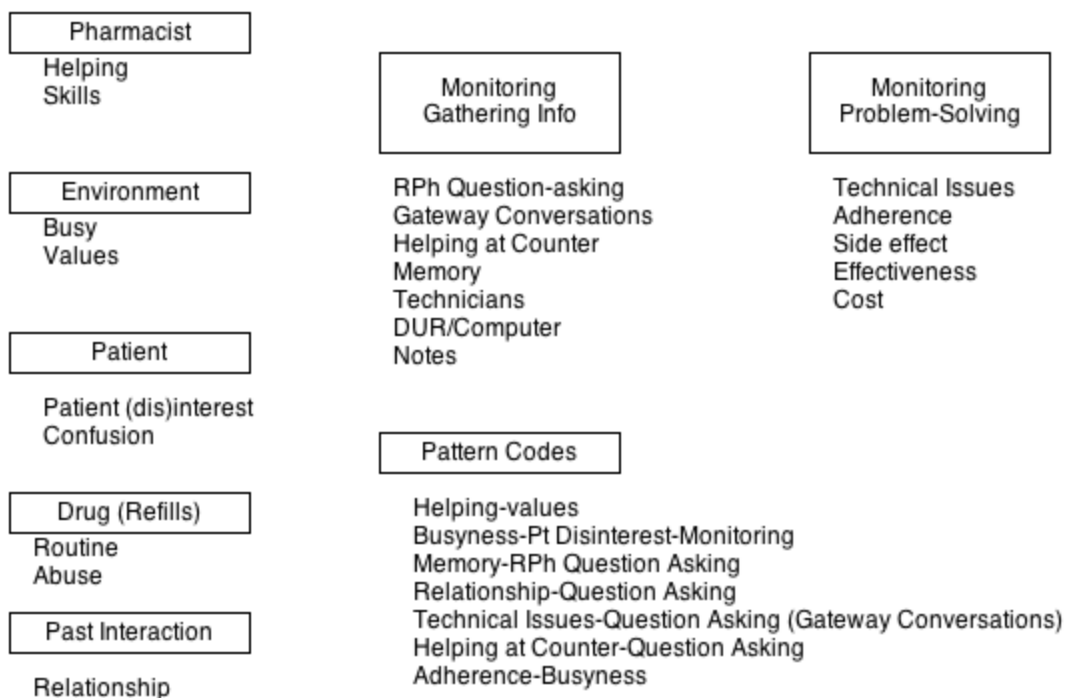 Pharmacist
Helping
Skills
Environment
Busy
Values
Patient
Patient (dis)interest
Confusion
Drug (Refills)
Routine
Abuse
Past Interaction
Relationship
Monitoring
Gathering Info
RPh Question-asking
Gateway Conversations
Helping at Counter
Memory
Technicians
DUR/Computer
Notes
Monitoring
Problem-Solving
Technical Issues
Adherence
Side effect
Effectiveness
Cost
Pattern Codes
Helping-values
Busyness-Pt Disinterest-Monitoring
Memory-RPh Question Asking
Relationship-Question Asking
Technical Issues-Question Asking (Gateway Conversations)
Helping at Counter-Question Asking
Adherence-Busyness